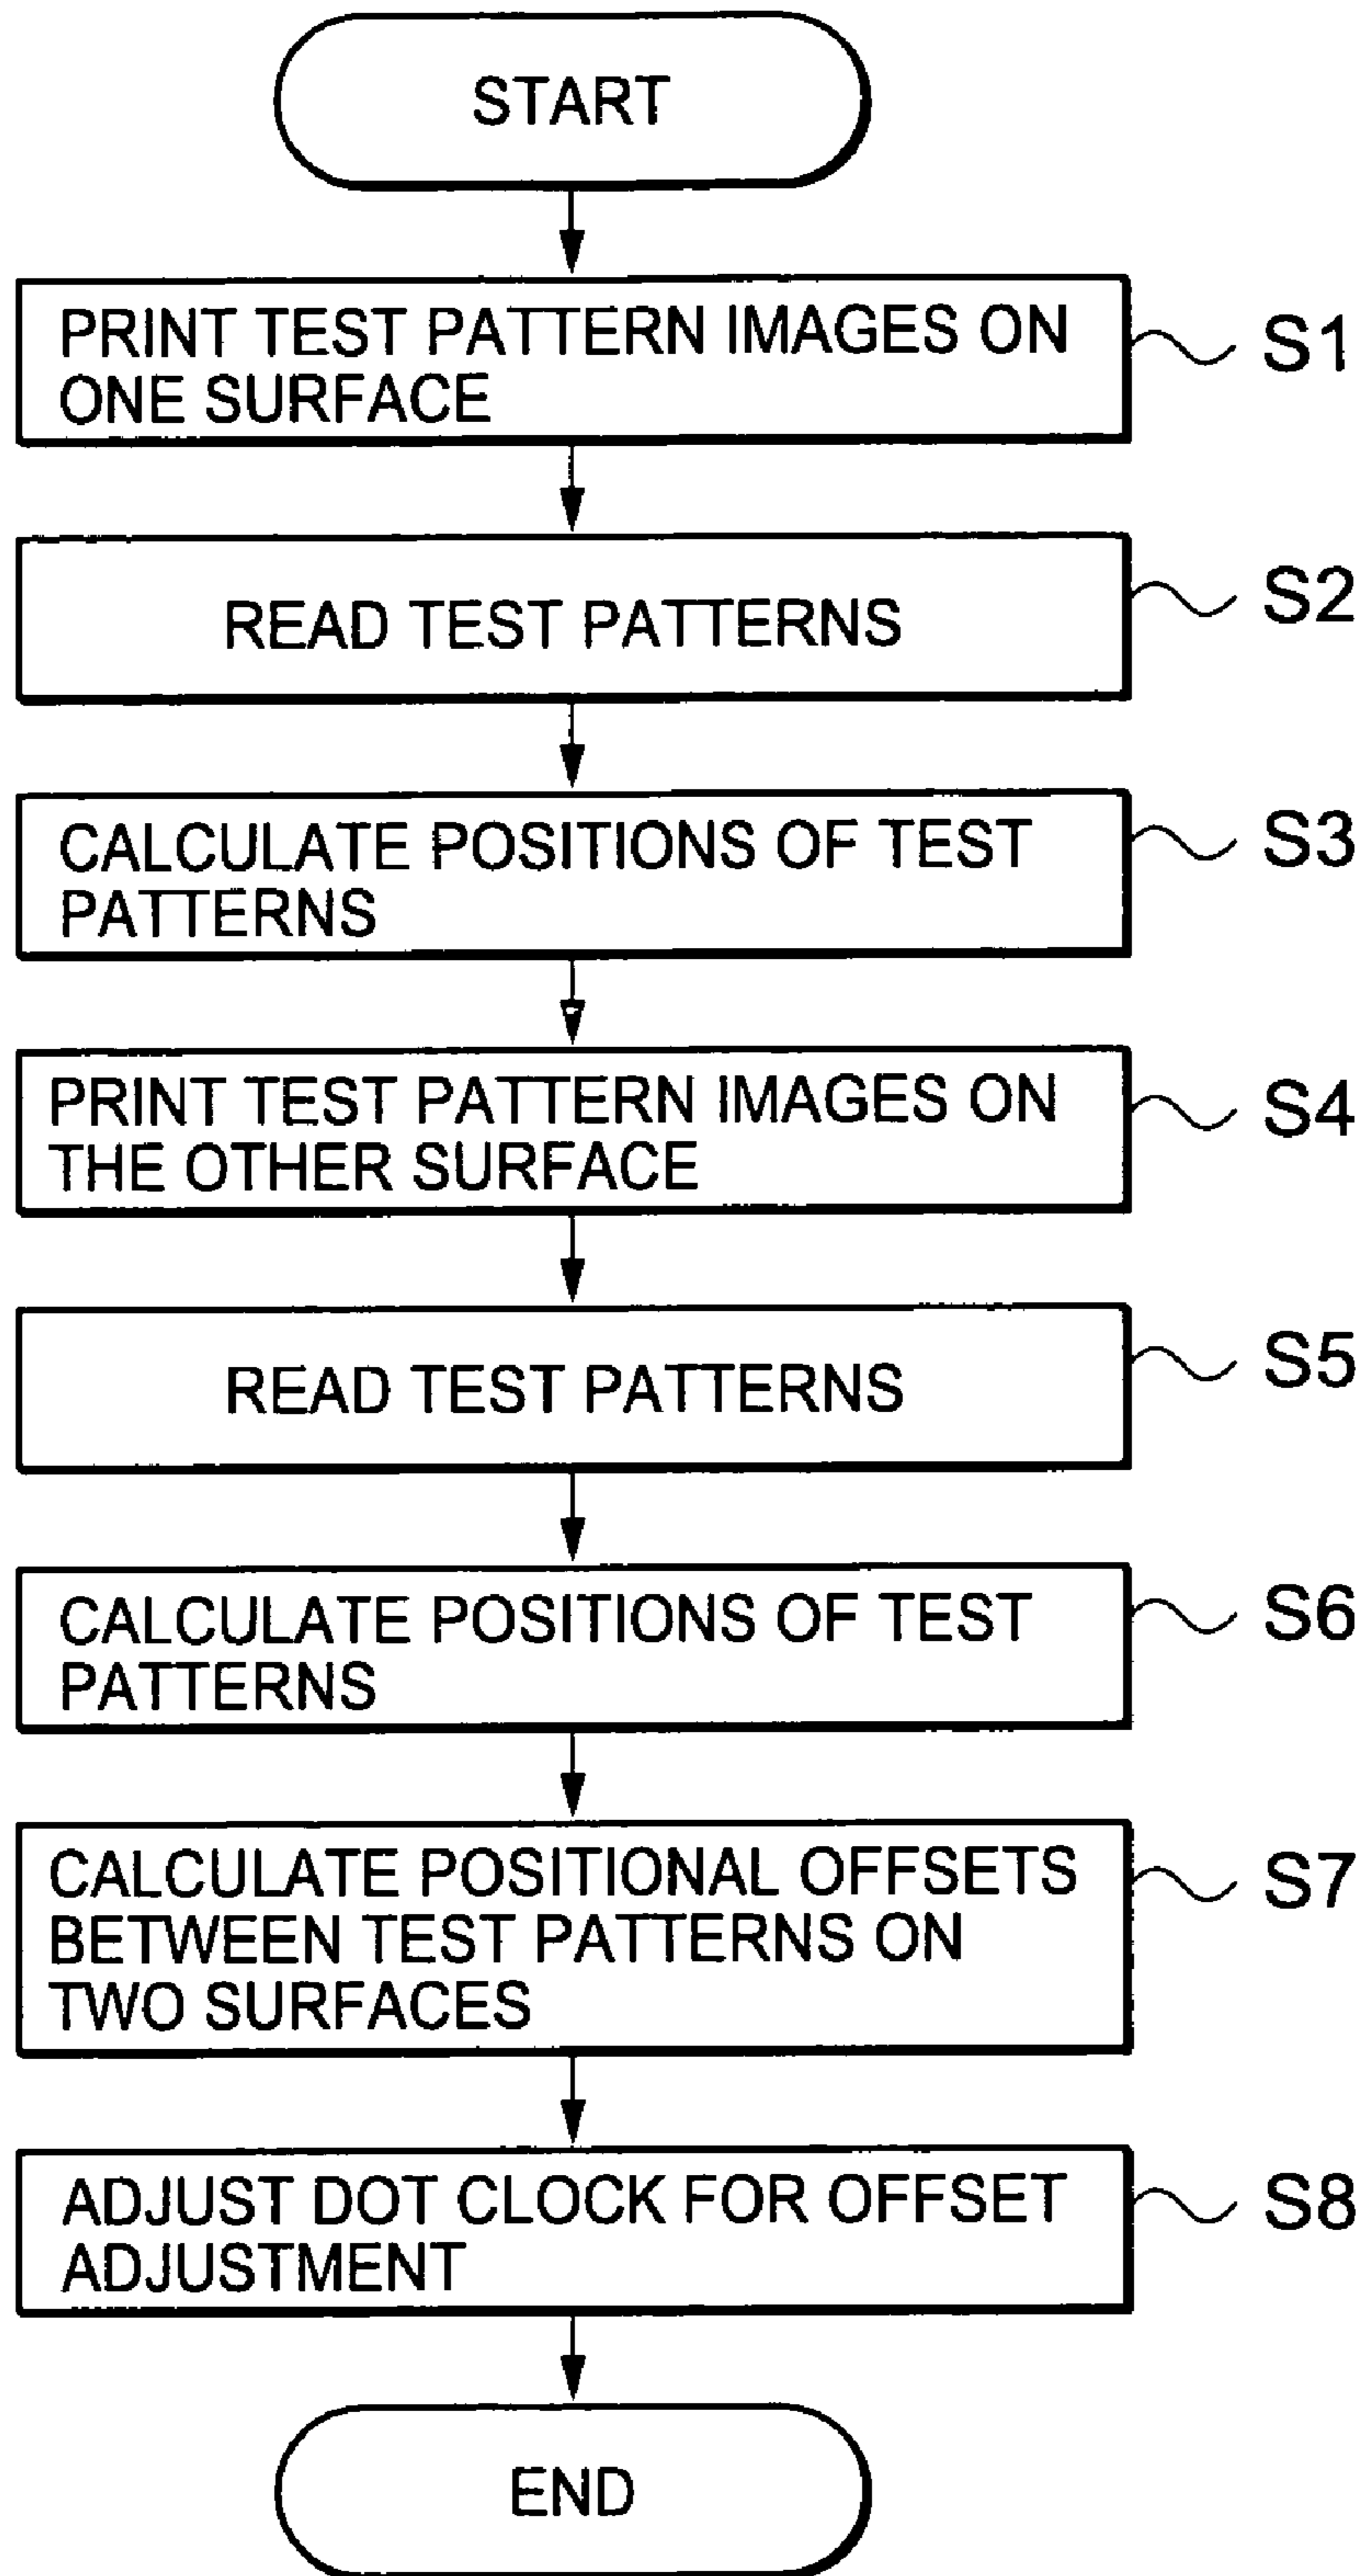 START
PRINT TEST PATTERN IMAGES ON
ONE SURFACE
S1
READ TEST PATTERNS
S2
CALCULATE POSITIONS OF TEST
PATTERNS
S3
PRINT TEST PATTERN IMAGES ON
THE OTHER SURFACE
S4
READ TEST PATTERNS
S5
CALCULATE POSITIONS OF TEST
PATTERNS
S6
CALCULATE POSITIONAL OFFSETS
BETWEEN TEST PATTERNS ON
TWO SURFACES
S7
ADJUST DOT CLOCK FOR OFFSET
ADJUSTMENT
S8
END